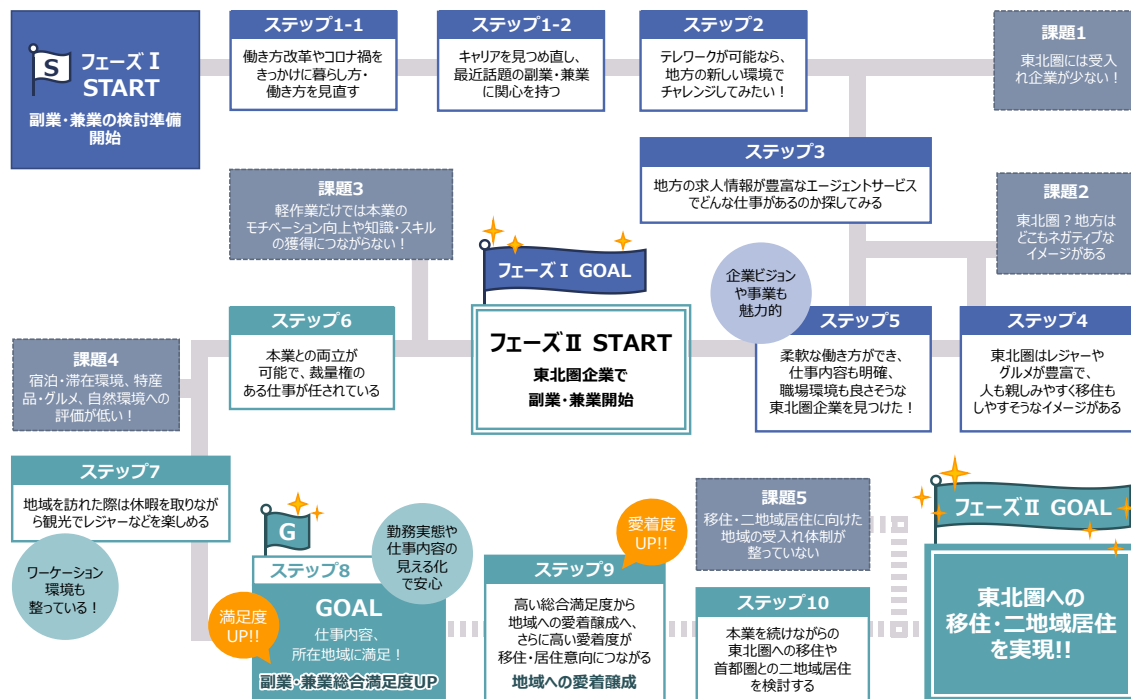 S
フェーズⅠ
START
副業・兼業の検討準備
開始
ステップ1-1
働き方改革やコロナ禍を
きっかけに暮らし方・
働き方を見直す
ステップ1-2
キャリアを見つめ直し、
最近話題の副業・兼業
に関心を持つ
ステップ2
テレワークが可能なら、
地方の新しい環境で
チャレンジしてみたい！
課題1
東北圏には受入
れ企業が少ない！
ステップ3
地方の求人情報が豊富なエージェントサービス
でどんな仕事があるのか探してみる
課題2
東北圏？地方は
どこもネガティブな
イメージがある
課題3
軽作業だけでは本業の
モチベーション向上や知識・スキル
の獲得につながらない！
フェーズⅠ GOAL
企業ビジョン
や事業も
魅力的
ステップ4
東北圏はレジャーや
グルメが豊富で、
人も親しみやすく移住も
しやすそうなイメージがある
ステップ5
柔軟な働き方ができ、
仕事内容も明確、
職場環境も良さそうな
東北圏企業を見つけた！
フェーズⅡ START
東北圏企業で
副業・兼業開始
ステップ6
本業との両立が
可能で、裁量権の
ある仕事が任されている
課題4
宿泊・滞在環境、特産
品・グルメ、自然環境への
評価が低い！
ステップ7
地域を訪れた際は休暇を取りなが
ら観光でレジャーなどを楽しめる
ワーケーション
環境も
整っている！
G
ステップ8
GOAL
仕事内容、
所在地域に満足！
副業・兼業総合満足度UP
満足度
UP!!
勤務実態や
仕事内容の
見える化
で安心
ステップ9
高い総合満足度から
地域への愛着醸成へ、
さらに高い愛着度が
移住・居住意向につながる
地域への愛着醸成
愛着度
UP!!
課題5
移住・二地域居住に向けた
地域の受入れ体制が
整っていない
ステップ10
本業を続けながらの
東北圏への移住や
首都圏との二地域居住
を検討する
フェーズⅡ GOAL
東北圏への
移住・二地域居住
を実現!!